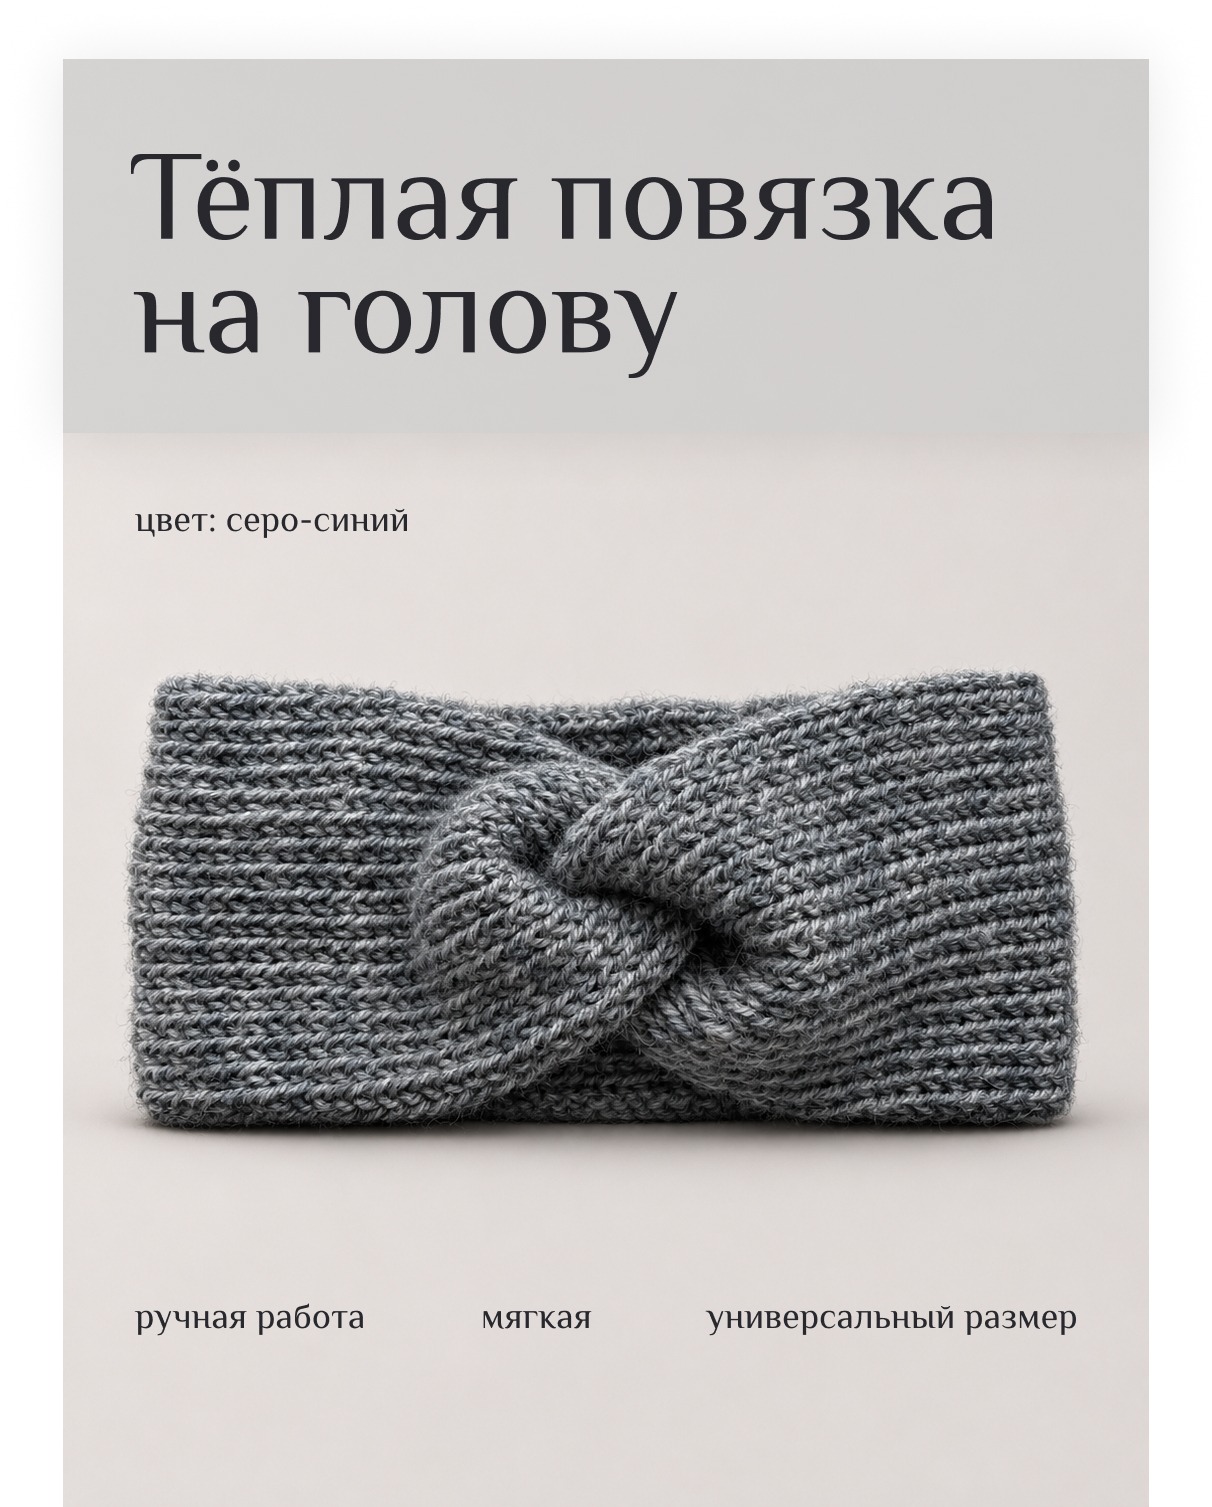 Тёплая повязка
на голову
цвет: серо-синий
ручная работа мягкая универсальный размер